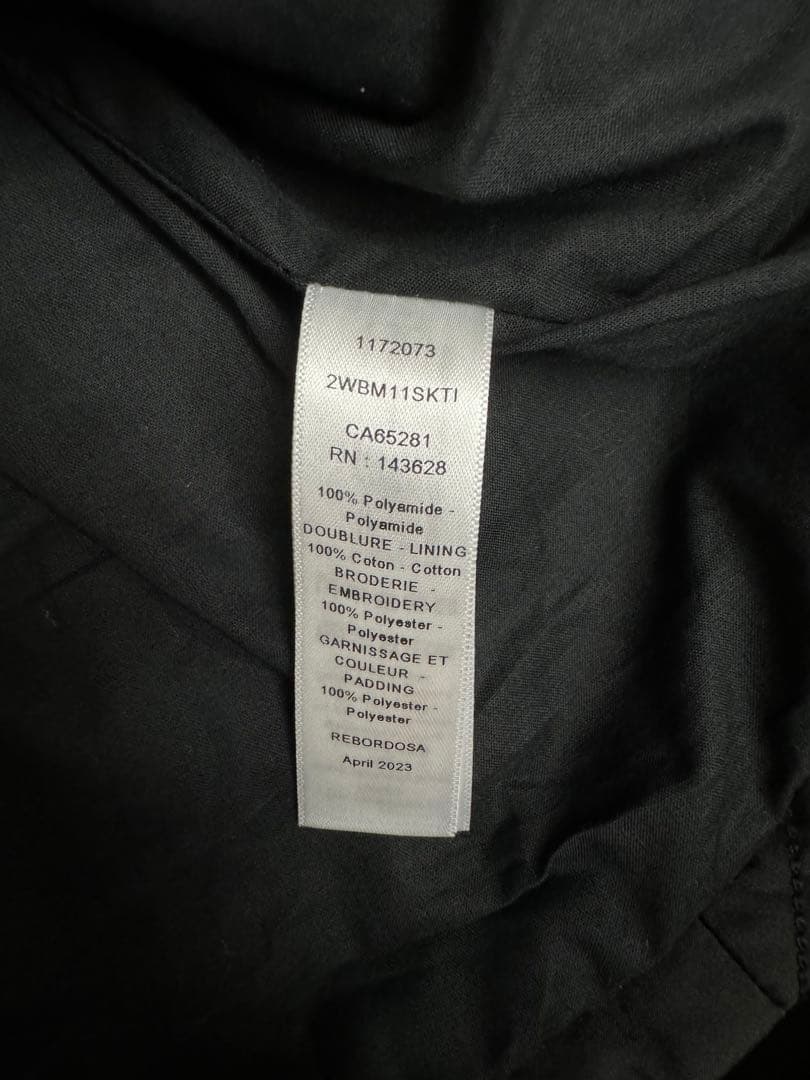 1172073
2WBM11SKTI
CA65281
RN : 143628
100% Polyamide -
Polyamide
DOUBLURE - LINING
100% Coton - Cotton
BRODERIE -
EMBROIDERY
100% Polyester -
Polyester
GARNISSAGE ET
COULEUR -
PADDING
100% Polyester -
Polyester
REBORDOSA
April 2023